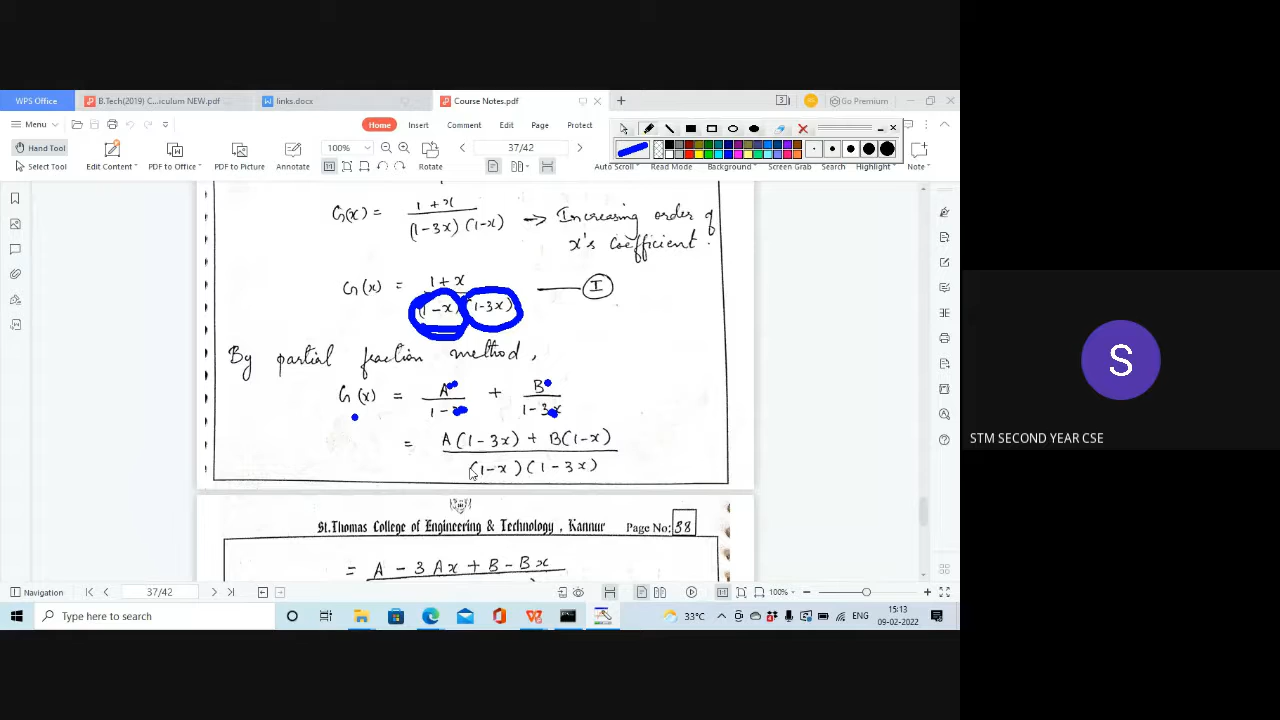 WPS Office B.Tech(2019) C...iculum NEW.pdf links.docx Course Notes.pdf 3 Go Premium
Menu Home Insert Comment Edit Page Protect
Hand Tool 100% 37/42
Select Tool Edit Content PDF to Office PDF to Picture Annotate Rotate Auto Scroll Read Mode Background Screen Grab Search Highlight Note
G(x) = 1 + x / (1-3x) (1-x) → Increasing order of
x's coefficient.
G(x) = 1 + x / (1-x) (1-3x) — I
By partial fraction method,
G(x) = A / 1-x + B / 1-3x
= A(1-3x) + B(1-x) / (1-x)(1-3x)
St.Thomas College of Engineering & Technology, Kannur Page No: 38
= A - 3Ax + B - Bx
Navigation 37/42 100%
Type here to search 33°C ENG 15:13
09-02-2022
S
STM SECOND YEAR CSE